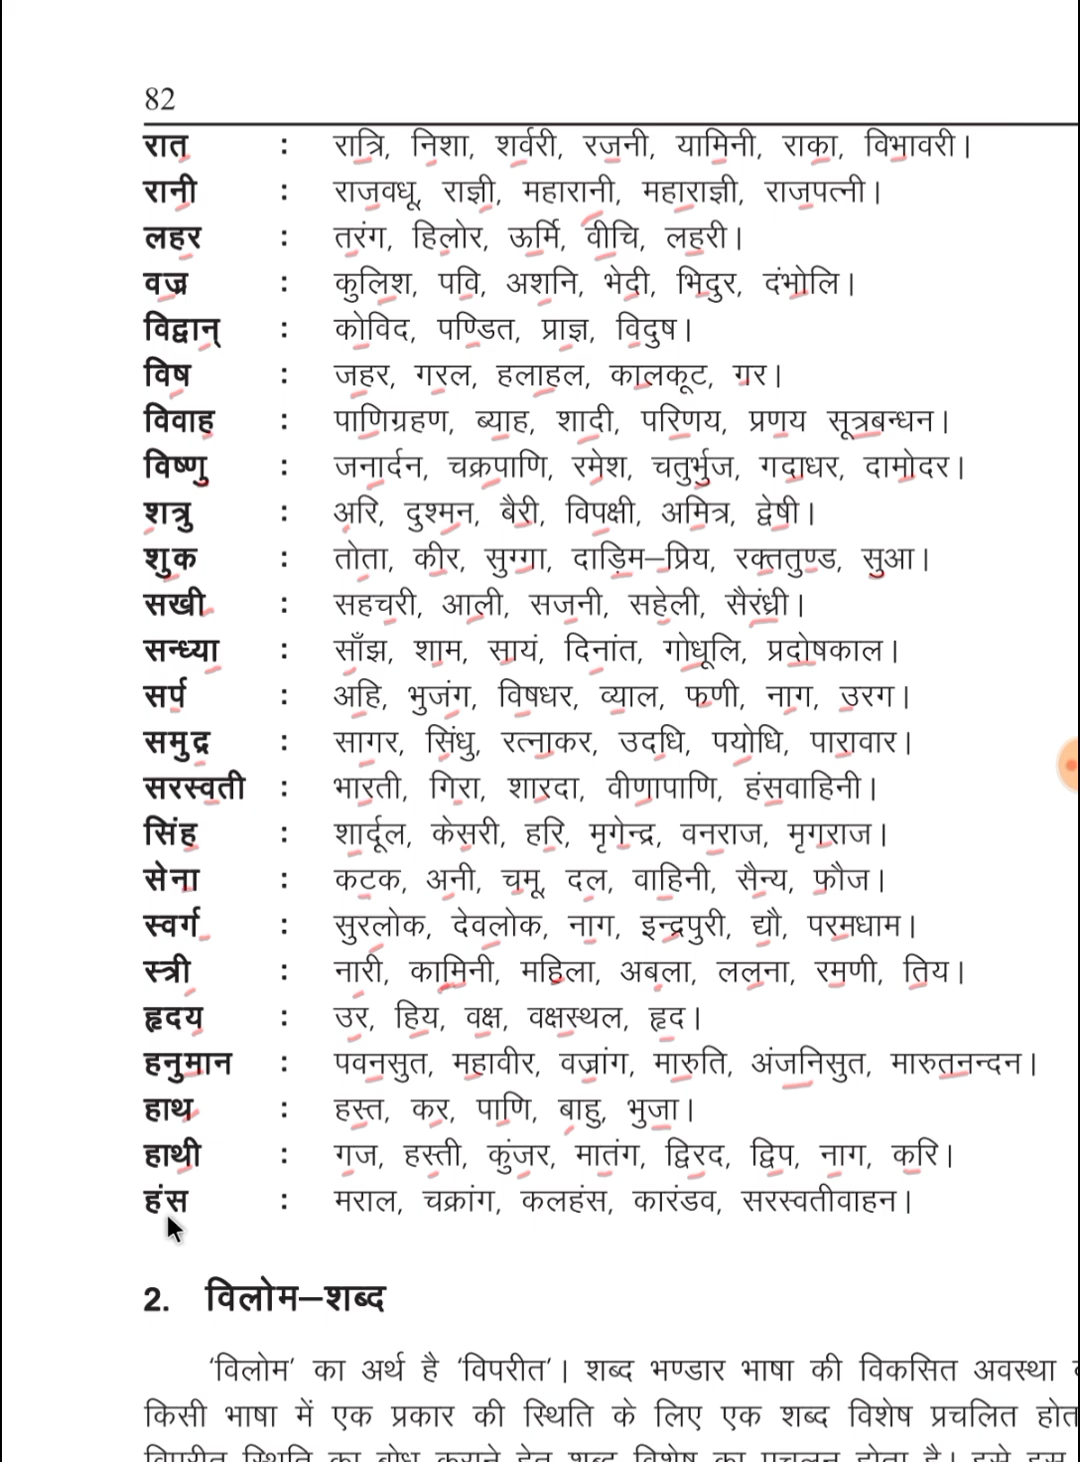 82
रात : रात्रि, निशा, शर्वरी, रजनी, यामिनी, राका, विभावरी।
रानी : राजवधू, राज्ञी, महारानी, महाराज्ञी, राजपत्नी।
लहर : तरंग, हिलोर, ऊर्मि, वीचि, लहरी।
वज्र : कुलिश, पवि, अशनि, भेदी, भिदुर, दंभोलि।
विद्वान् : कोविद, पण्डित, प्राज्ञ, विदुष।
विष : जहर, गरल, हलाहल, कालकूट, गर।
विवाह : पाणिग्रहण, ब्याह, शादी, परिणय, प्रणय सूत्रबन्धन।
विष्णु : जनार्दन, चक्रपाणि, रमेश, चतुर्भुज, गदाधर, दामोदर।
शत्रु : अरि, दुश्मन, बैरी, विपक्षी, अमित्र, द्वेषी।
शुक : तोता, कीर, सुग्गा, दाड़िम–प्रिय, रक्ततुण्ड, सुआ।
सखी : सहचरी, आली, सजनी, सहेली, सैरंध्री।
सन्ध्या : साँझ, शाम, सायं, दिनांत, गोधूलि, प्रदोषकाल।
सर्प : अहि, भुजंग, विषधर, व्याल, फणी, नाग, उरग।
समुद्र : सागर, सिंधु, रत्नाकर, उदधि, पयोधि, पारावार।
सरस्वती : भारती, गिरा, शारदा, वीणापाणि, हंसवाहिनी।
सिंह : शार्दूल, केसरी, हरि, मृगेन्द्र, वनराज, मृगराज।
सेना : कटक, अनी, चमू, दल, वाहिनी, सैन्य, फौज।
स्वर्ग : सुरलोक, देवलोक, नाग, इन्द्रपुरी, द्यौ, परमधाम।
स्त्री : नारी, कामिनी, महिला, अबला, ललना, रमणी, तिय।
हृदय : उर, हिय, वक्ष, वक्षस्थल, हृद।
हनुमान : पवनसुत, महावीर, वज्रांग, मारुति, अंजनिसुत, मारुतनन्दन।
हाथ : हस्त, कर, पाणि, बाहु, भुजा।
हाथी : गज, हस्ती, कुंजर, मातंग, द्विरद, द्विप, नाग, करि।
हंस : मराल, चक्रांग, कलहंस, कारंडव, सरस्वतीवाहन।
2. विलोम–शब्द
'विलोम' का अर्थ है 'विपरीत'। शब्द भण्डार भाषा की विकसित अवस्था
किसी भाषा में एक प्रकार की स्थिति के लिए एक शब्द विशेष प्रचलित होत
विपरीत स्थिति का बोध कराने हेतु शब्द विशेष का प्रचलन होता है। इसे इस